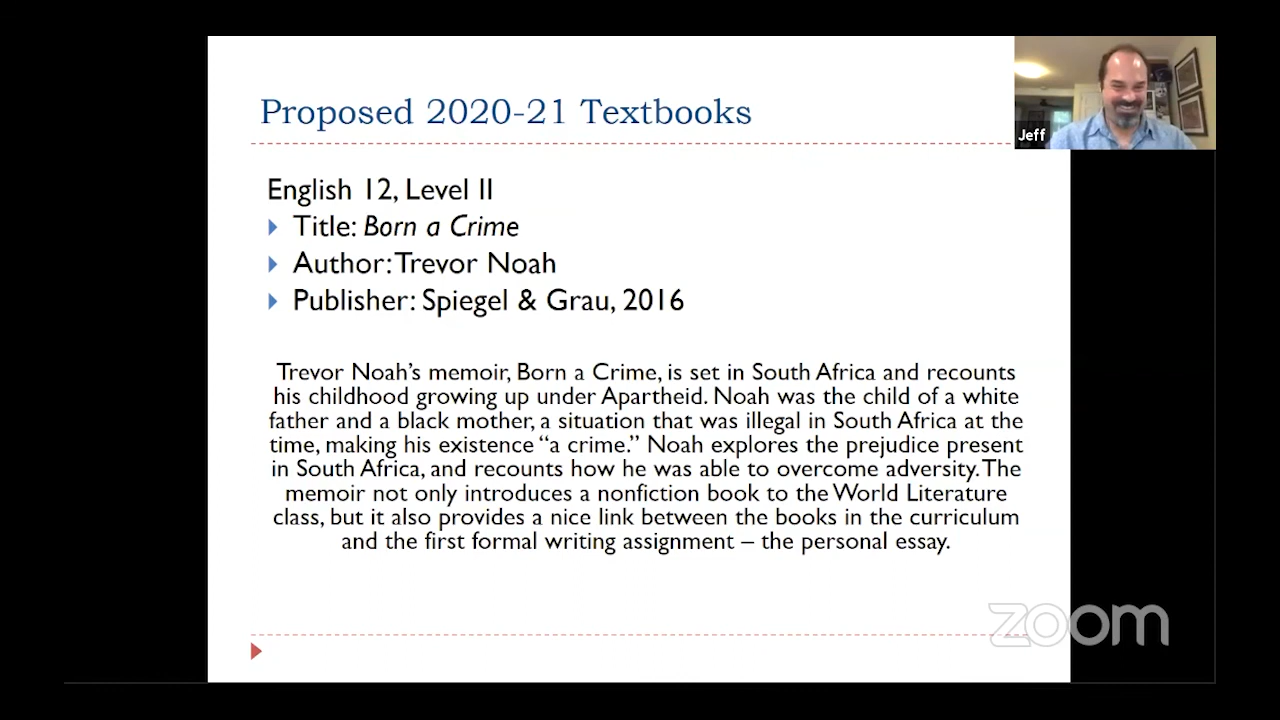 Proposed 2020-21 Textbooks
Jeff
English 12, Level II
Title: Born a Crime
Author: Trevor Noah
Publisher: Spiegel & Grau, 2016
Trevor Noah's memoir, Born a Crime, is set in South Africa and recounts
his childhood growing up under Apartheid. Noah was the child of a white
father and a black mother, a situation that was illegal in South Africa at the
time, making his existence “a crime.” Noah explores the prejudice present
in South Africa, and recounts how he was able to overcome adversity. The
memoir not only introduces a nonfiction book to the World Literature
class, but it also provides a nice link between the books in the curriculum
and the first formal writing assignment – the personal essay.
zoom